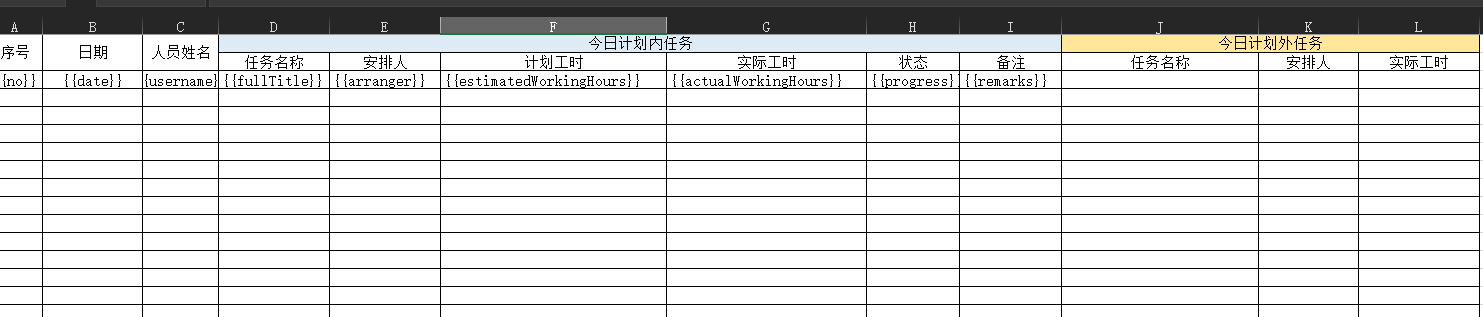 A B C D E F G H I J K L
序号 日期 人员姓名 今日计划内任务 今日计划外任务
任务名称 安排人 计划工时 实际工时 状态 备注 任务名称 安排人 实际工时
{no}} {{date}} {username} {{fullTitle}} {{arranger}} {{estimatedWorkingHours}} {{actualWorkingHours}} {{progress}} {{remarks}}